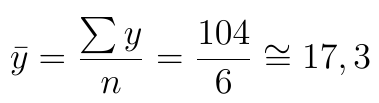 ȳ = ∑ y / n = 104 / 6 ≅ 17,3